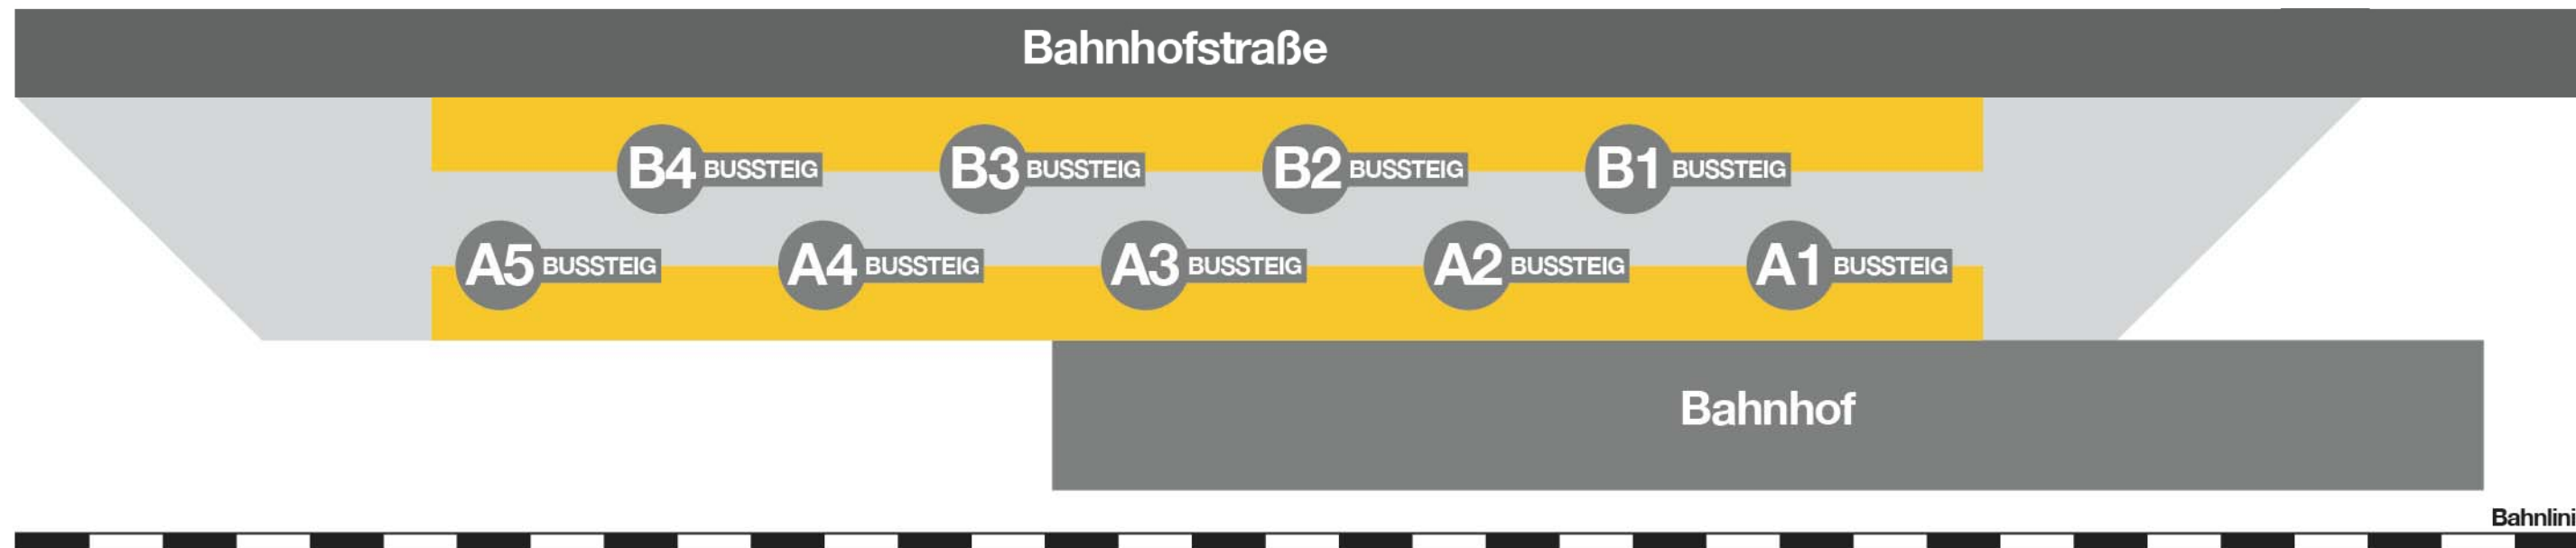 Bahnhofstraße
B4 BUSSTEIG B3 BUSSTEIG B2 BUSSTEIG B1 BUSSTEIG
A5 BUSSTEIG A4 BUSSTEIG A3 BUSSTEIG A2 BUSSTEIG A1 BUSSTEIG
Bahnhof
Bahnlini